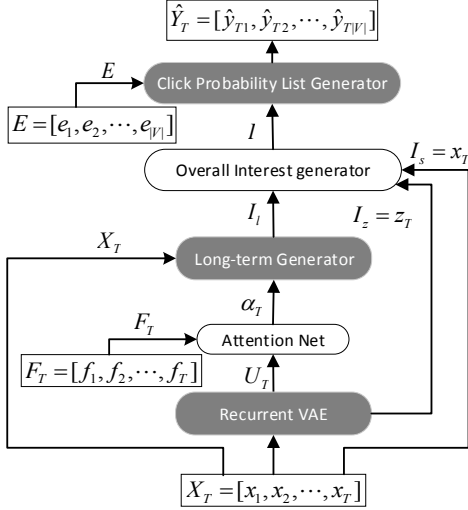 Ŷ_T = [ŷ_T1, ŷ_T2, ⋯, ŷ_T|V|]
E
Click Probability List Generator
E = [e_1, e_2, ⋯, e_|V|]
I
I_s = x_T
Overall Interest generator
I_l
I_z = z_T
X_T
Long-term Generator
α_T
F_T
Attention Net
F_T = [f_1, f_2, ⋯, f_T]
U_T
Recurrent VAE
X_T = [x_1, x_2, ⋯, x_T]